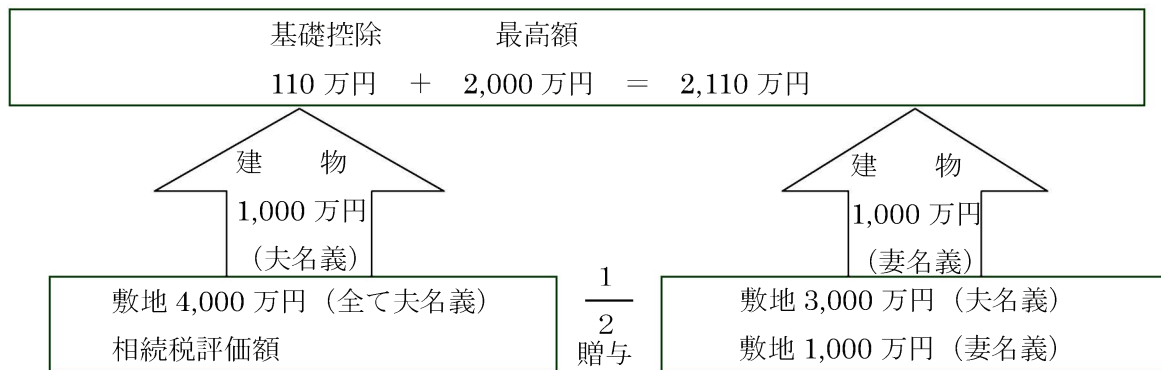 基礎控除 最高額
110 万円 + 2,000 万円 = 2,110 万円
建 物
1,000 万円
（夫名義）
建 物
1,000 万円
（妻名義）
敷地 4,000 万円（全て夫名義）
相続税評価額
1
2
贈与
敷地 3,000 万円（夫名義）
敷地 1,000 万円（妻名義）